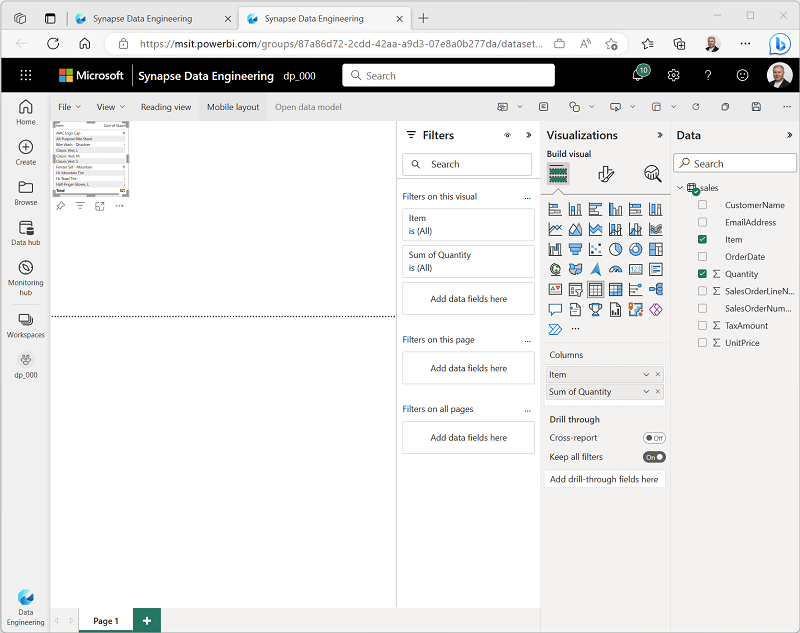 Synapse Data Engineering
Synapse Data Engineering
https://msit.powerbi.com/groups/87a86d72-2cdd-42aa-a9d3-07e8a0b277da/dataset...
Microsoft
Synapse Data Engineering
dp_000
Search
10
File
View
Reading view
Mobile layout
Open data model
Home
Create
Browse
Data hub
Monitoring
hub
Workspaces
dp_000
Data
Engineering
Item
Sum of Quantity
AWC Logo Cap
All-Purpose Bike Stand
Bike Wash - Dissolver
Classic Vest, L
Classic Vest, M
Classic Vest, S
Fender Set - Mountain
HL Mountain Tire
HL Road Tire
Half-Finger Gloves, L
Total
Page 1
Filters
Search
Filters on this visual
...
Item
is (All)
Sum of Quantity
is (All)
Add data fields here
Filters on this page
...
Add data fields here
Filters on all pages
...
Add data fields here
Visualizations
Build visual
123
Columns
Item
Sum of Quantity
Drill through
Cross-report
Off
Keep all filters
On
Add drill-through fields here
Data
Search
sales
CustomerName
EmailAddress
Item
OrderDate
Quantity
SalesOrderLineN...
SalesOrderNum...
TaxAmount
UnitPrice